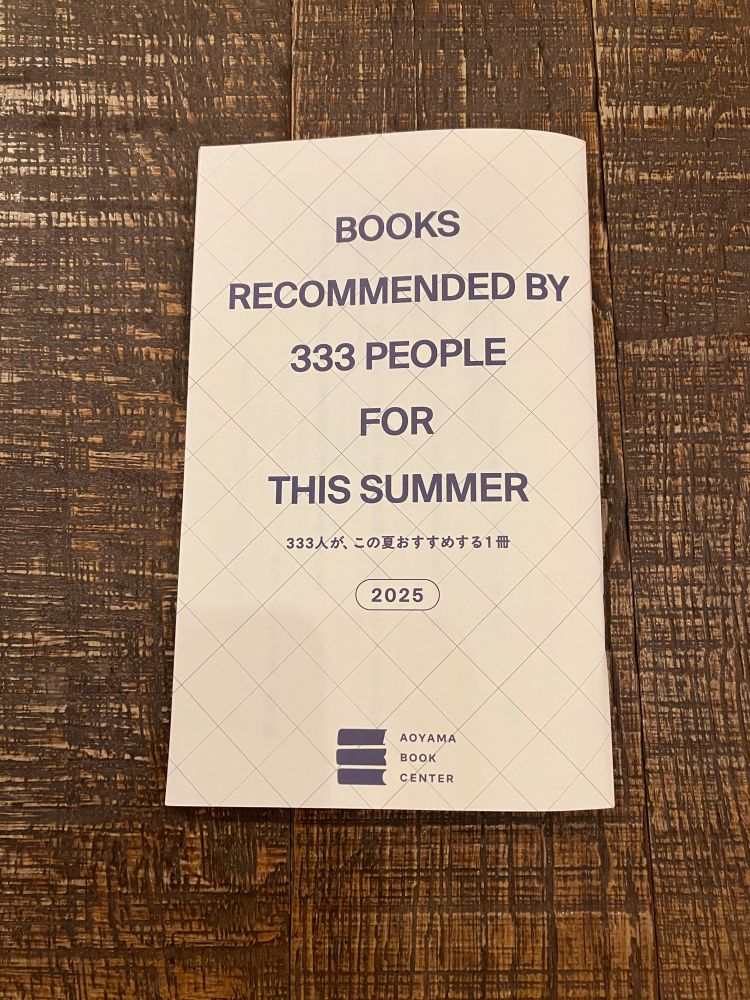 BOOKS
RECOMMENDED BY
333 PEOPLE
FOR
THIS SUMMER
333人が、この夏おすすめする1冊
2025
AOYAMA
BOOK
CENTER